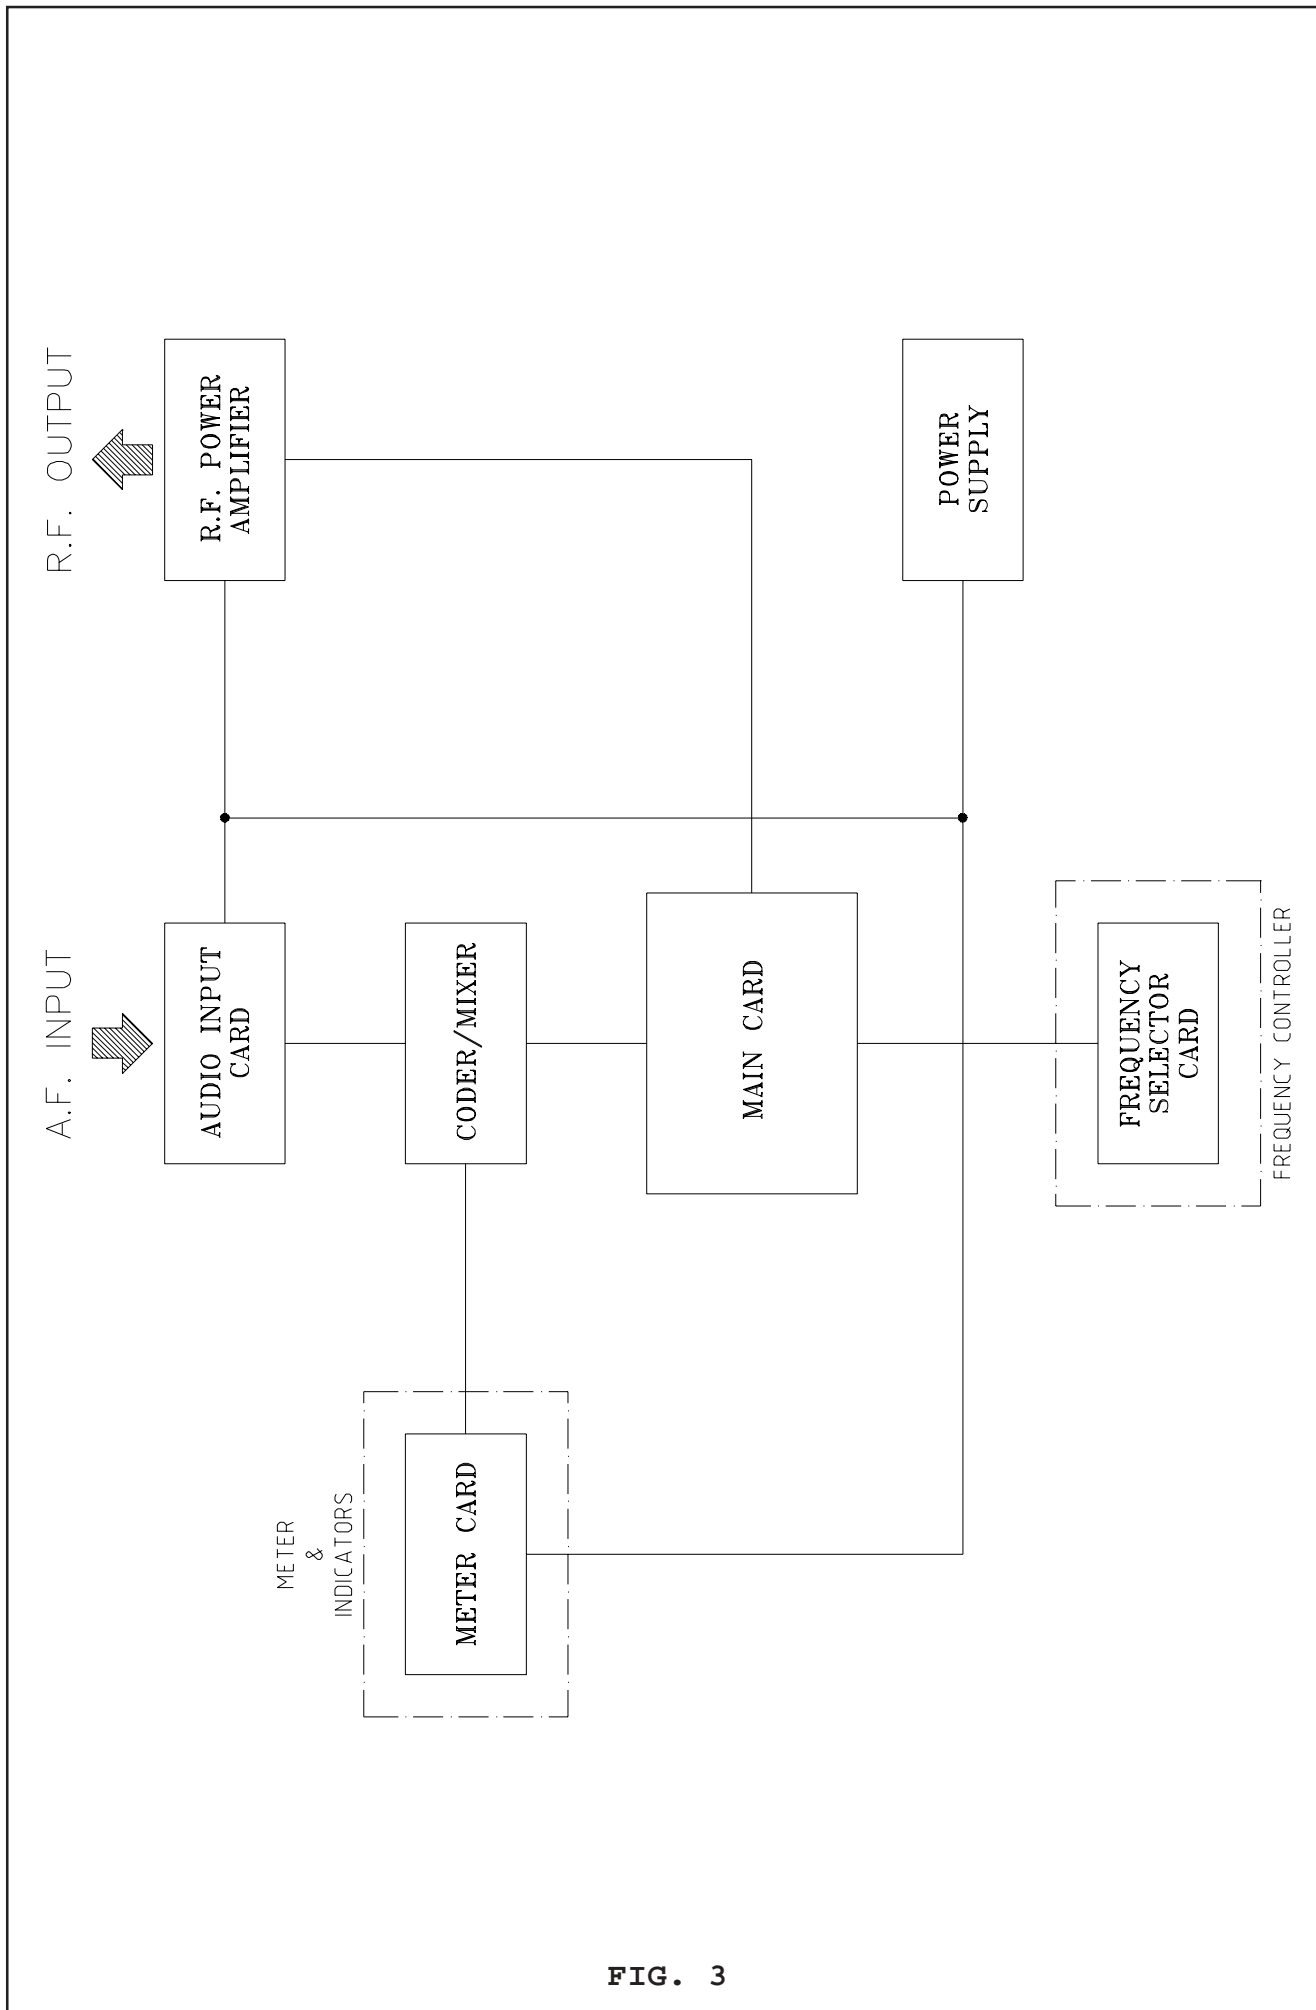 R.F. OUTPUT
R.F. POWER
AMPLIFIER
POWER
SUPPLY
A.F. INPUT
AUDIO INPUT
CARD
CODER/MIXER
MAIN CARD
FREQUENCY
SELECTOR
CARD
FREQUENCY CONTROLLER
METER
&
INDICATORS
METER CARD
FIG. 3